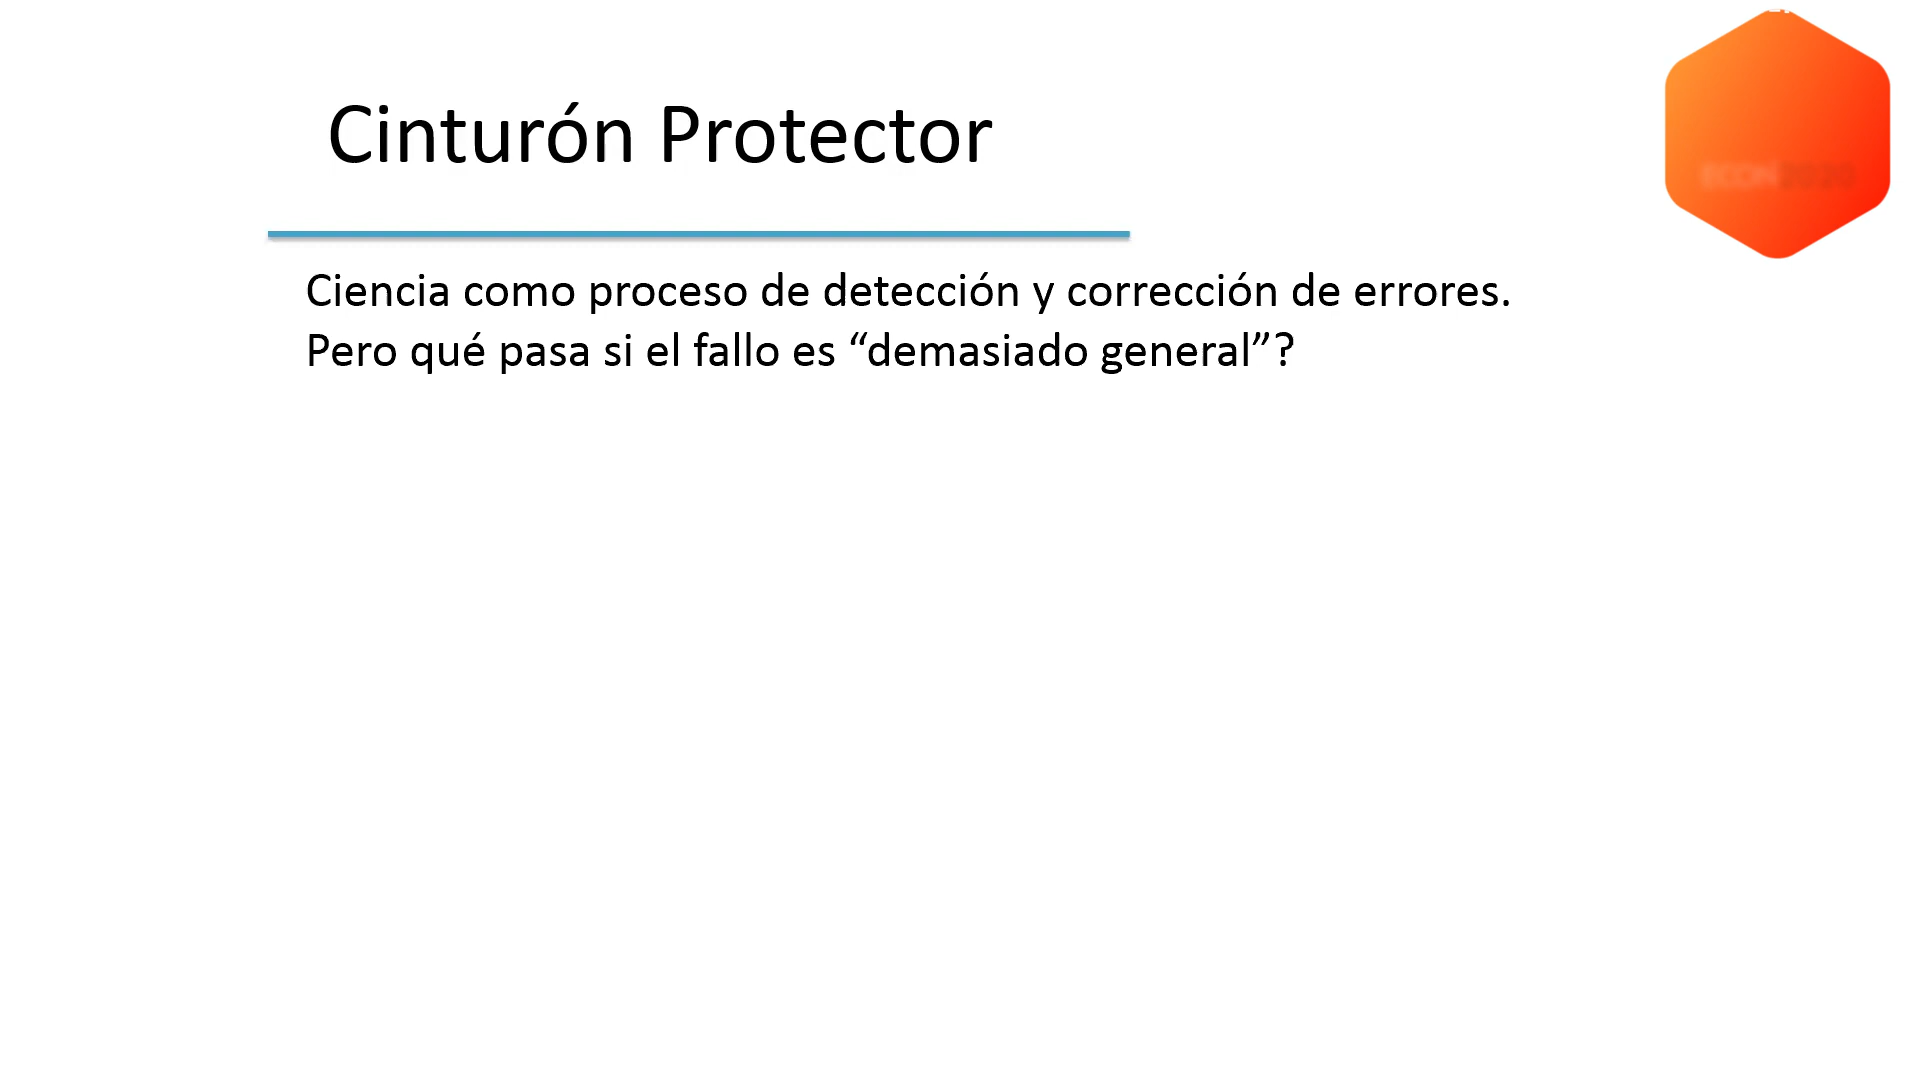 Cinturón Protector
Ciencia como proceso de detección y corrección de errores.
Pero qué pasa si el fallo es “demasiado general”?